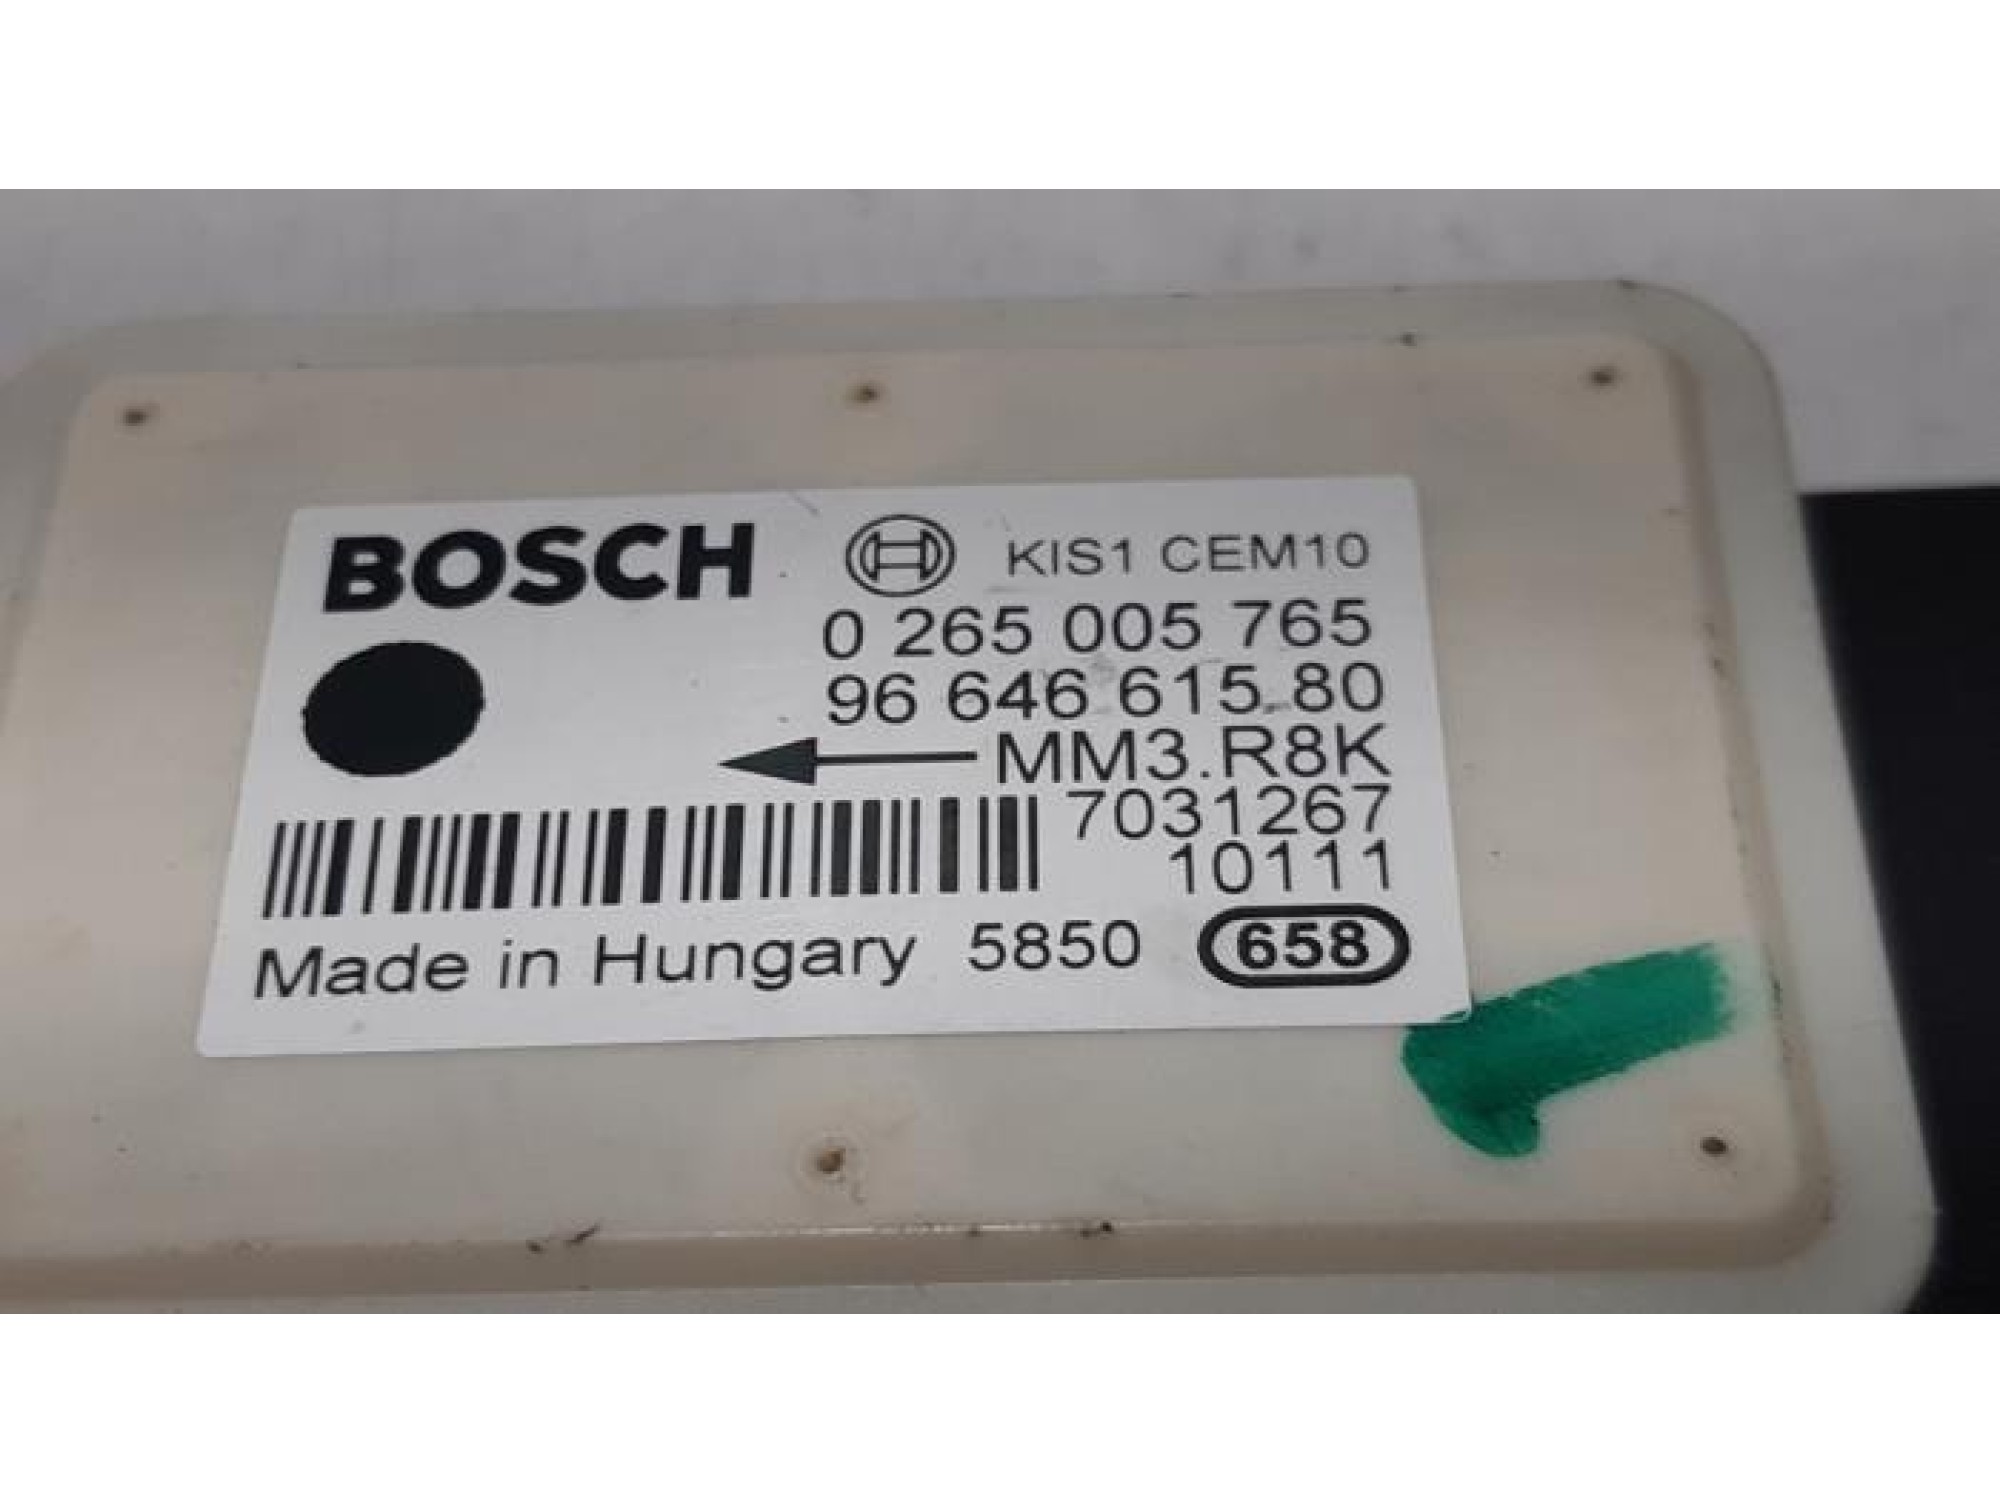 BOSCH KIS1 CEM10
0 265 005 765
96 646 615 80
MM3.R8K
7031267
10111
Made in Hungary 5850 658